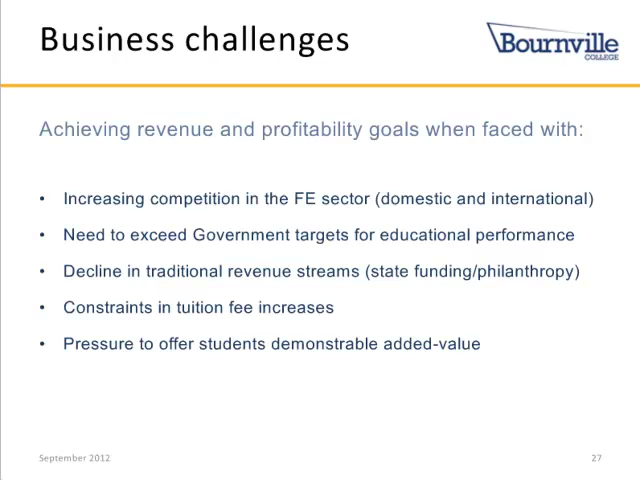 Business challenges
Bournville
COLLEGE
Achieving revenue and profitability goals when faced with:
• Increasing competition in the FE sector (domestic and international)
• Need to exceed Government targets for educational performance
• Decline in traditional revenue streams (state funding/philanthropy)
• Constraints in tuition fee increases
• Pressure to offer students demonstrable added-value
September 2012
27